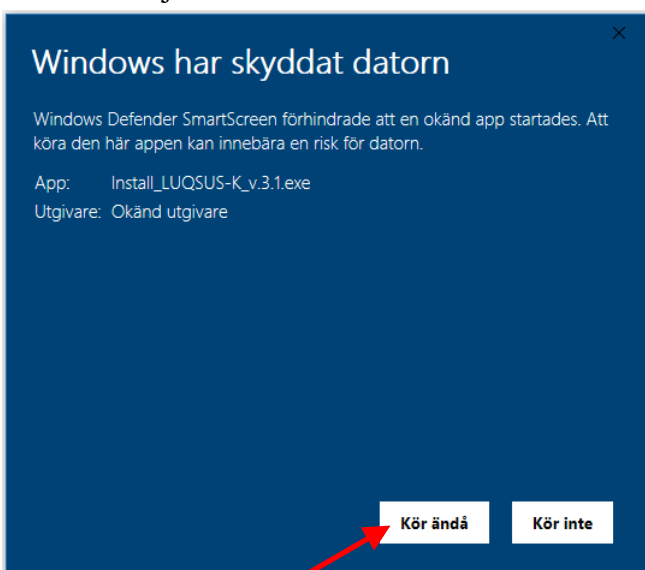 Windows har skyddat datorn
Windows Defender SmartScreen förhindrade att en okänd app startades. Att
köra den här appen kan innebära en risk för datorn.
App: Install_LUQSUS-K_v.3.1.exe
Utgivare: Okänd utgivare
Kör ändå Kör inte